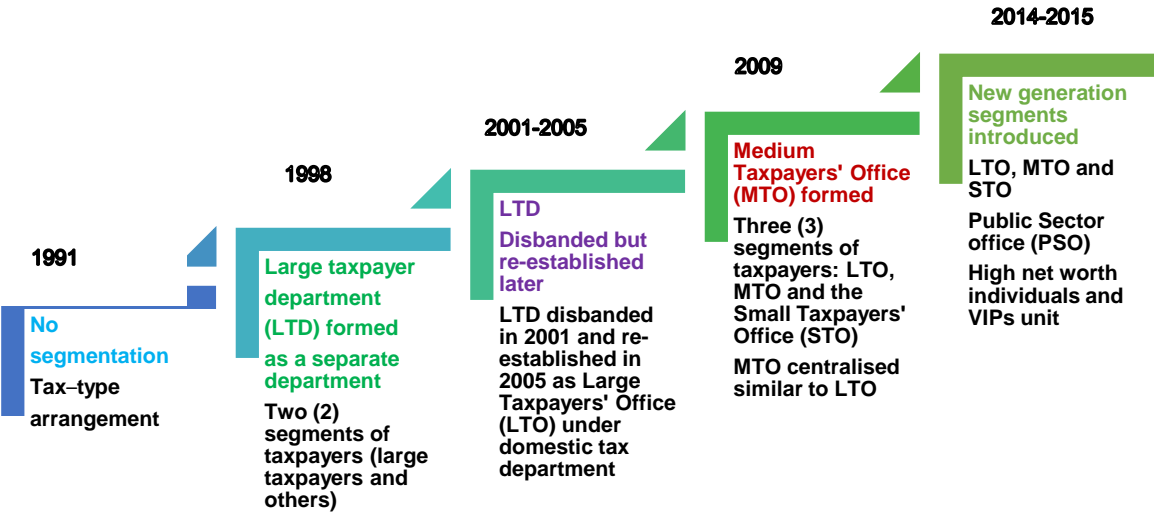 1991
No
segmentation
Tax–type
arrangement
1998
Large taxpayer
department
(LTD) formed
as a separate
department
Two (2)
segments of
taxpayers (large
taxpayers and
others)
2001-2005
LTD
Disbanded but
re-established
later
LTD disbanded
in 2001 and re-
established in
2005 as Large
Taxpayers' Office
(LTO) under
domestic tax
department
2009
Medium
Taxpayers' Office
(MTO) formed
Three (3)
segments of
taxpayers: LTO,
MTO and the
Small Taxpayers'
Office (STO)
MTO centralised
similar to LTO
2014-2015
New generation
segments
introduced
LTO, MTO and
STO
Public Sector
office (PSO)
High net worth
individuals and
VIPs unit